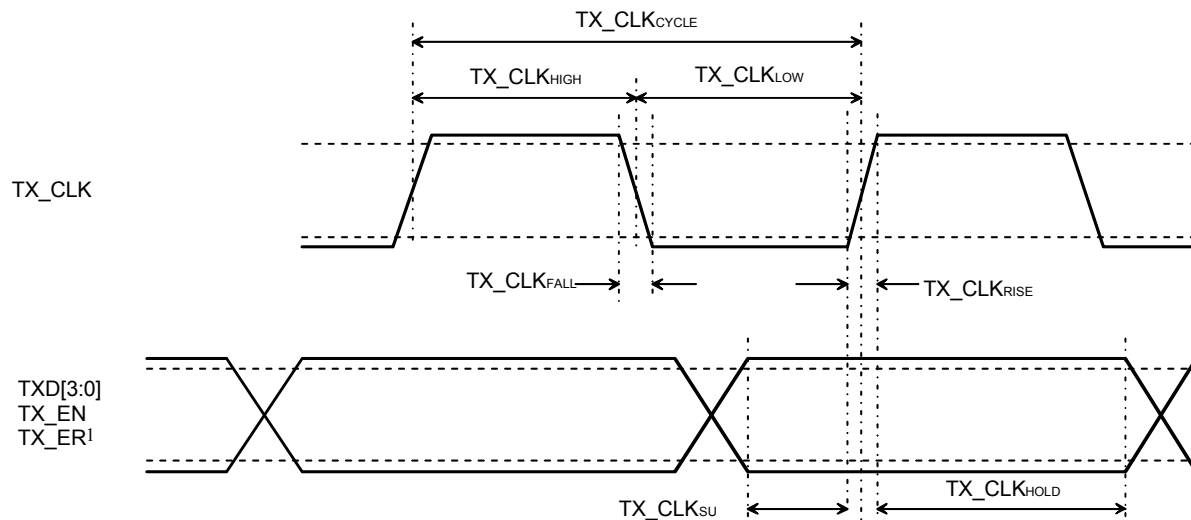 TX_CLKCYCLE
TX_CLKHIGH
TX_CLKLOW
TX_CLK
TX_CLKFALL
TX_CLKRISE
TXD[3:0]
TX_EN
TX_ER1
TX_CLKSU
TX_CLKHOLD